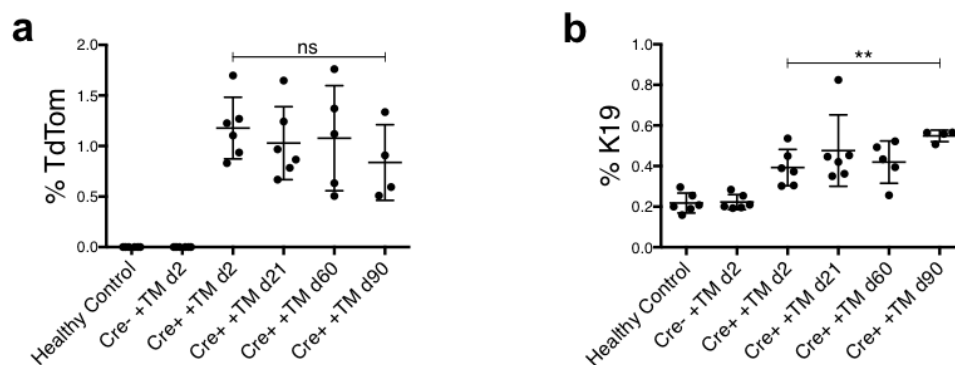 a
% TdTom
2.0
1.5
1.0
0.5
0.0
ns
Healthy Control
Cre- +TM d2
Cre+ +TM d2
Cre+ +TM d21
Cre+ +TM d60
Cre+ +TM d90
b
% K19
1.0
0.8
0.6
0.4
0.2
0.0
**
Healthy Control
Cre- +TM d2
Cre+ +TM d2
Cre+ +TM d21
Cre+ +TM d60
Cre+ +TM d90